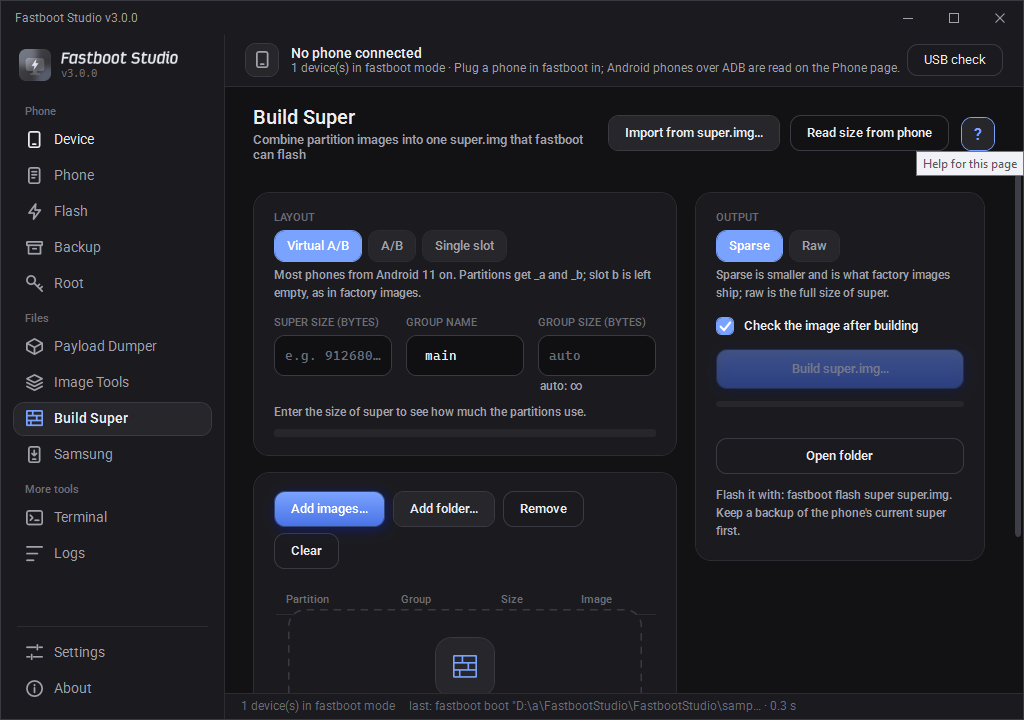 Fastboot Studio v3.0.0
Fastboot Studio
v3.0.0
Phone
Device
Phone
Flash
Backup
Root
Files
Payload Dumper
Image Tools
Build Super
Samsung
More tools
Terminal
Logs
Settings
About
No phone connected
1 device(s) in fastboot mode · Plug a phone in fastboot in; Android phones over ADB are read on the Phone page.
USB check
Build Super
Combine partition images into one super.img that fastboot
can flash
Import from super.img…
Read size from phone
?
Help for this page
LAYOUT
Virtual A/B
A/B
Single slot
Most phones from Android 11 on. Partitions get _a and _b; slot b is left
empty, as in factory images.
SUPER SIZE (BYTES)
GROUP NAME
GROUP SIZE (BYTES)
e.g. 912680…
main
auto
auto: ∞
Enter the size of super to see how much the partitions use.
Add images…
Add folder…
Remove
Clear
Partition
Group
Size
Image
OUTPUT
Sparse
Raw
Sparse is smaller and is what factory images
ship; raw is the full size of super.
Check the image after building
Build super.img…
Open folder
Flash it with: fastboot flash super super.img.
Keep a backup of the phone's current super
first.
1 device(s) in fastboot mode
last: fastboot boot "D:\a\FastbootStudio\FastbootStudio\samp… · 0.3 s